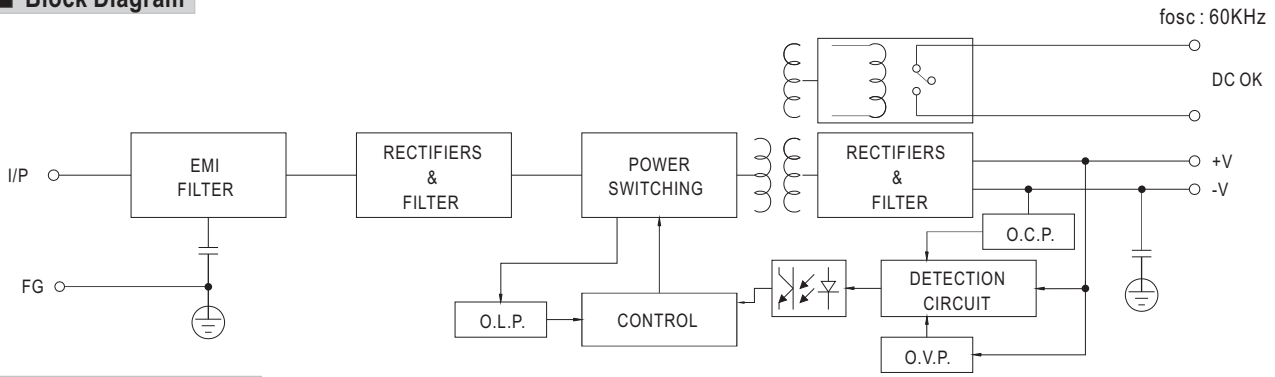 Block Diagram
fosc : 60KHz
DC OK
I/P
EMI
FILTER
RECTIFIERS
&
FILTER
POWER
SWITCHING
RECTIFIERS
&
FILTER
+V
-V
O.C.P.
FG
O.L.P.
CONTROL
DETECTION
CIRCUIT
O.V.P.